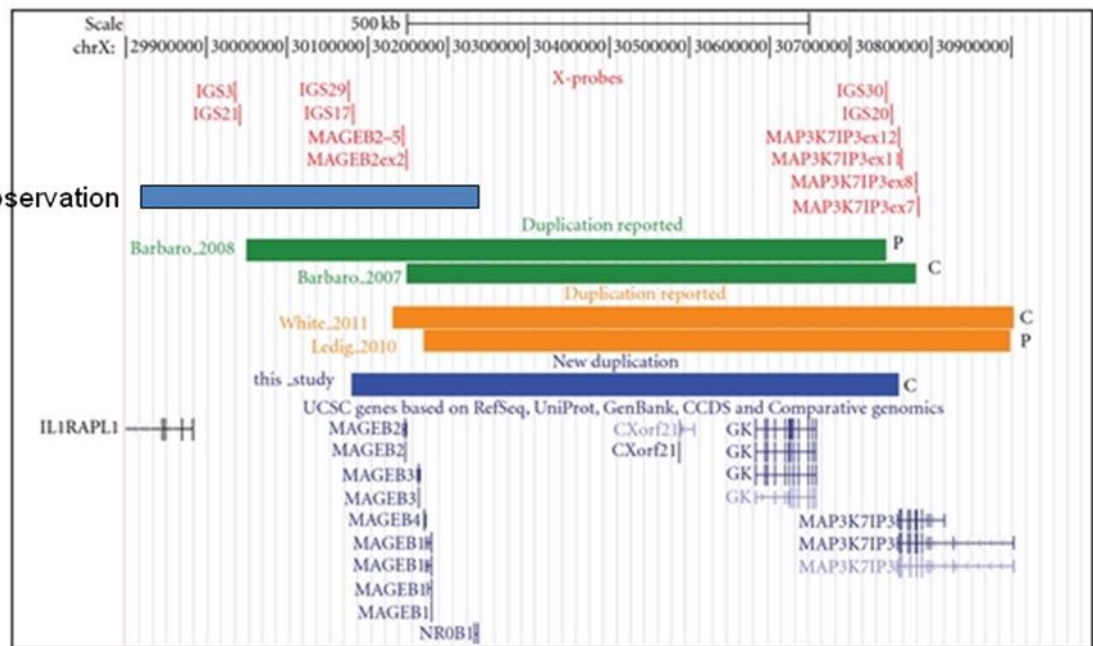 Scale 500 kb
chrX: 29900000 30000000 30100000 30200000 30300000 30400000 30500000 30600000 30700000 30800000 30900000
X-probes
IGS3 IGS29 IGS30
IGS21 IGS17 IGS20
MAGEB2-5 MAP3K7IP3ex12
MAGEB2ex2 MAP3K7IP3ex11
MAP3K7IP3ex8
servation
MAP3K7IP3ex7
Duplication reported
Barbaro_2008 P
Barbaro_2007 C
Duplication reported
White_2011 C
Ledig_2010 P
New duplication
this_study C
UCSC genes based on RefSeq, UniProt, GenBank, CCDS and Comparative genomics
IL1RAPL1 MAGEB2 CXorf21 GK
MAGEB2 CXorf21 GK
MAGEB3 GK
MAGEB3 GK
MAGEB4 MAP3K7IP3
MAGEB1 MAP3K7IP3
MAGEB1 MAP3K7IP3
MAGEB1
MAGEB1
NR0B1